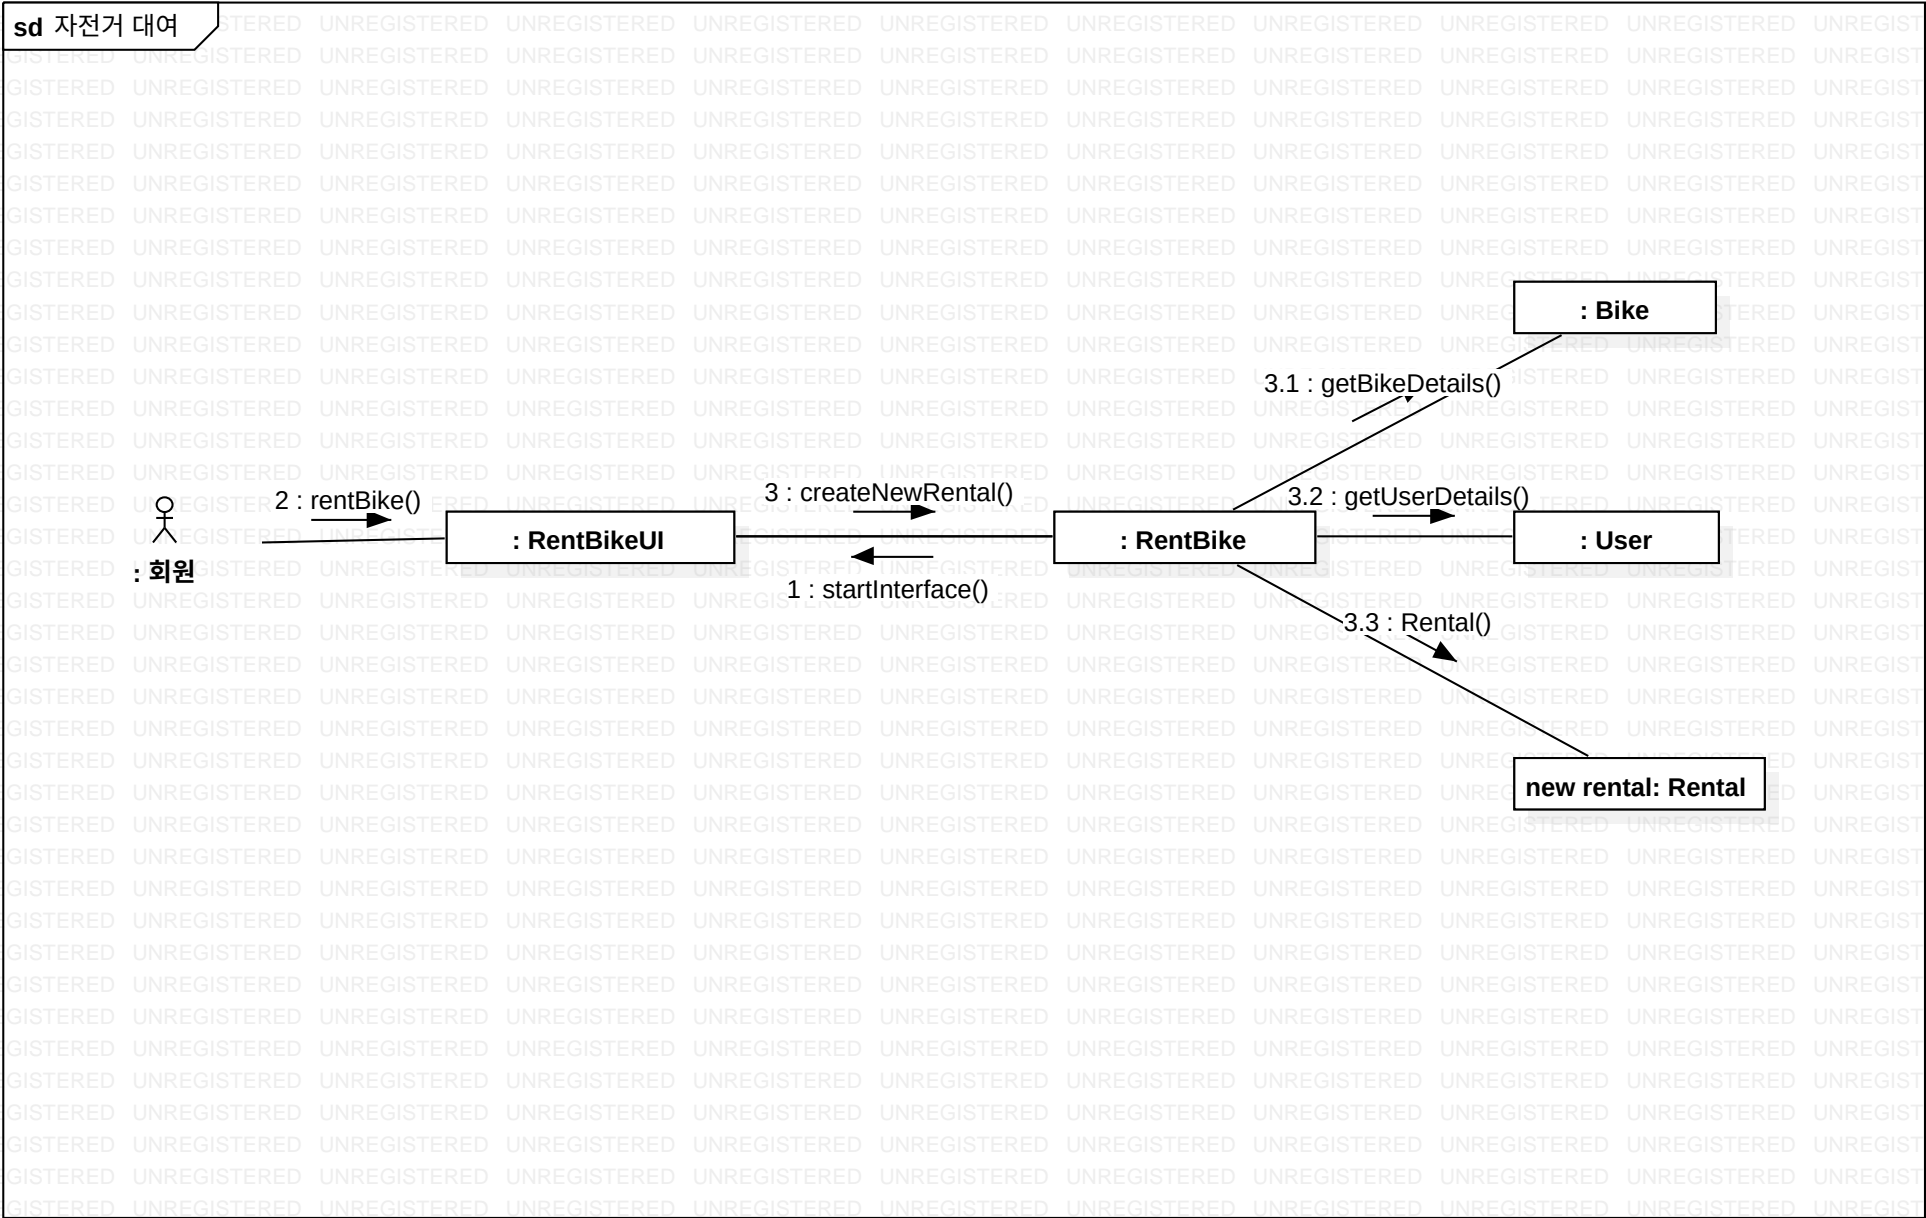 sd 자전거 대여
: Bike
3.1 : getBikeDetails()
2 : rentBike()
3 : createNewRental()
3.2 : getUserDetails()
: RentBikeUI
: RentBike
: User
: 회원
1 : startInterface()
3.3 : Rental()
new rental: Rental
UNREGISTERED